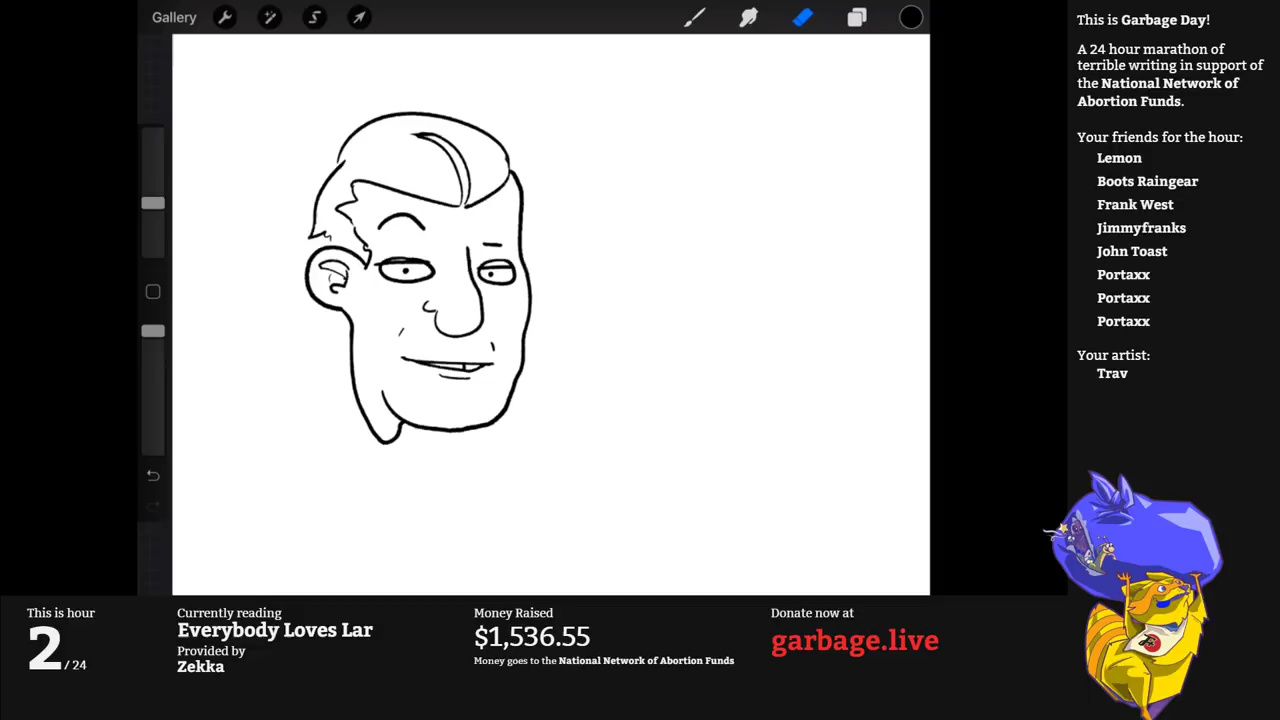 Gallery
This is Garbage Day!
A 24 hour marathon of
terrible writing in support of
the National Network of
Abortion Funds.
Your friends for the hour:
Lemon
Boots Raingear
Frank West
Jimmyfranks
John Toast
Portaxx
Portaxx
Portaxx
Your artist:
Trav
This is hour
2 / 24
Currently reading
Everybody Loves Lar
Provided by
Zekka
Money Raised
$1,536.55
Money goes to the National Network of Abortion Funds
Donate now at
garbage.live